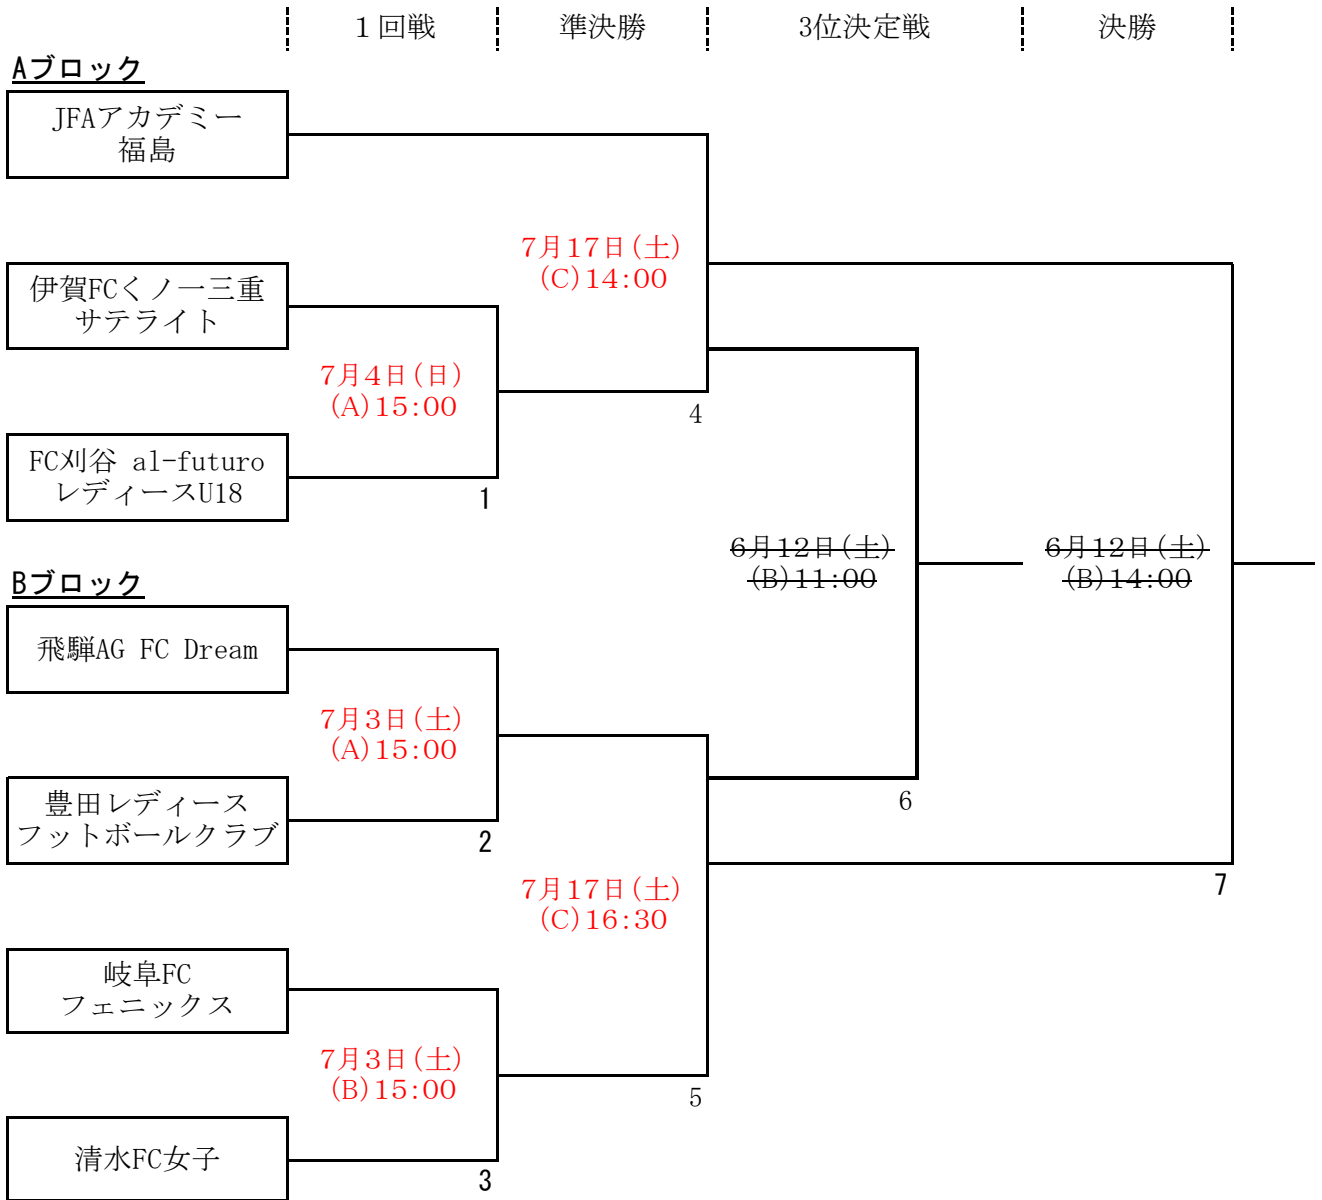 １回戦
準決勝
3位決定戦
決勝
Aブロック
JFAアカデミー
福島
7月17日(土)
(C)14:00
伊賀FCくノ一三重
サテライト
7月4日(日)
(A)15:00
4
FC刈谷 al-futuro
レディースU18
1
6月12日(土)
(B)11:00
6月12日(土)
(B)14:00
Bブロック
飛騨AG FC Dream
7月3日(土)
(A)15:00
豊田レディース
フットボールクラブ
6
2
7月17日(土)
(C)16:30
7
岐阜FC
フェニックス
7月3日(土)
(B)15:00
5
清水FC女子
3